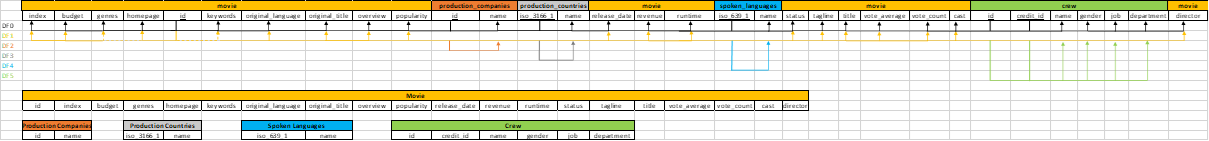 movie production_companies production_countries movie spoken_languages movie crew movie
index budget genres homepage id keywords original_language original_title overview popularity id name iso_3166_1 name release_date revenue runtime iso_639_1 name status tagline title vote_average vote_count cast id credit_id name gender job department director
DF0
DF1
DF2
DF3
DF4
DF5
Movie
id index budget genres homepage keywords original_language original_title overview popularity release_date revenue runtime status tagline title vote_average vote_count cast director
Production Companies Production Countries Spoken Languages Crew
id name iso_3166_1 name iso_639_1 name id credit_id name gender job department